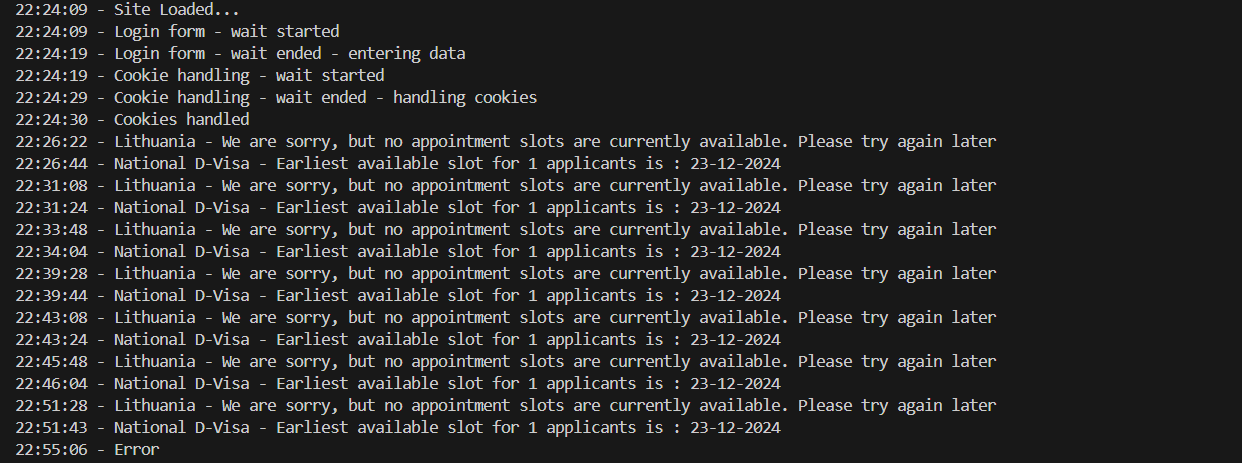 22:24:09 - Site Loaded...
22:24:09 - Login form - wait started
22:24:19 - Login form - wait ended - entering data
22:24:19 - Cookie handling - wait started
22:24:29 - Cookie handling - wait ended - handling cookies
22:24:30 - Cookies handled
22:26:22 - Lithuania - We are sorry, but no appointment slots are currently available. Please try again later
22:26:44 - National D-Visa - Earliest available slot for 1 applicants is : 23-12-2024
22:31:08 - Lithuania - We are sorry, but no appointment slots are currently available. Please try again later
22:31:24 - National D-Visa - Earliest available slot for 1 applicants is : 23-12-2024
22:33:48 - Lithuania - We are sorry, but no appointment slots are currently available. Please try again later
22:34:04 - National D-Visa - Earliest available slot for 1 applicants is : 23-12-2024
22:39:28 - Lithuania - We are sorry, but no appointment slots are currently available. Please try again later
22:39:44 - National D-Visa - Earliest available slot for 1 applicants is : 23-12-2024
22:43:08 - Lithuania - We are sorry, but no appointment slots are currently available. Please try again later
22:43:24 - National D-Visa - Earliest available slot for 1 applicants is : 23-12-2024
22:45:48 - Lithuania - We are sorry, but no appointment slots are currently available. Please try again later
22:46:04 - National D-Visa - Earliest available slot for 1 applicants is : 23-12-2024
22:51:28 - Lithuania - We are sorry, but no appointment slots are currently available. Please try again later
22:51:43 - National D-Visa - Earliest available slot for 1 applicants is : 23-12-2024
22:55:06 - Error